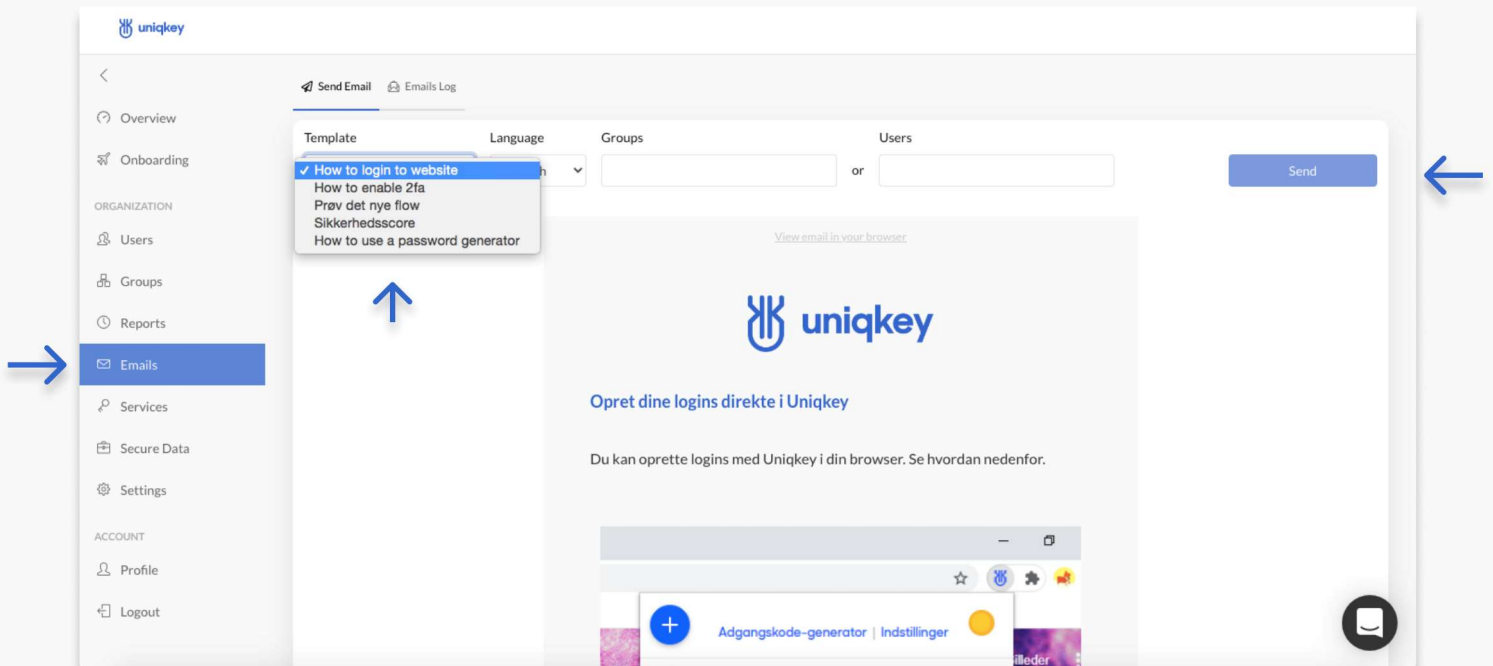 uniqkey
Send Email
Emails Log
Overview
Template
Language
Groups
Users
Onboarding
✓ How to login to website
or
Send
How to enable 2fa
Prøv det nye flow
ORGANIZATION
Sikkerhedsscore
Users
How to use a password generator
View email in your browser
Groups
uniqkey
Reports
Emails
Opret dine logins direkte i Uniqkey
Services
Secure Data
Du kan oprette logins med Uniqkey i din browser. Se hvordan nedenfor.
Settings
ACCOUNT
Profile
Logout
Adgangskode-generator | Indstillinger